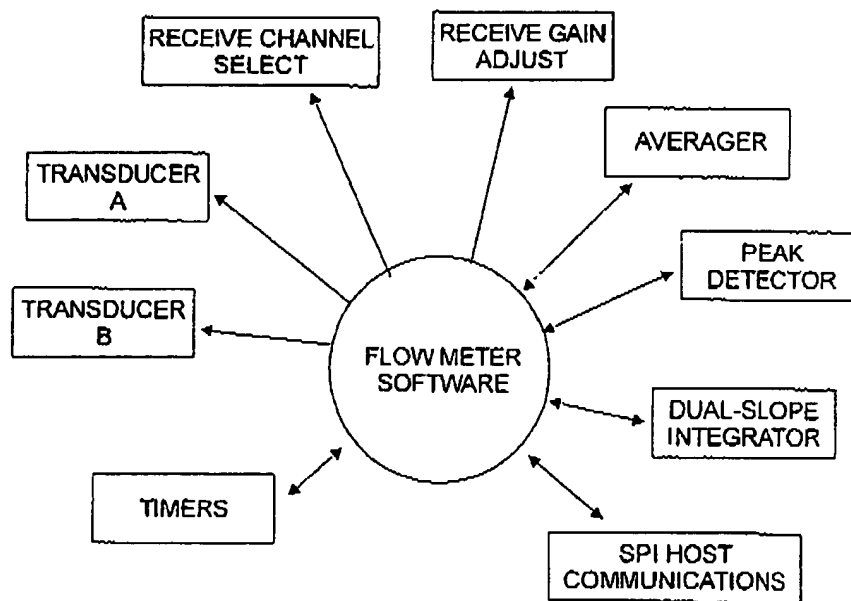 RECEIVE CHANNEL
SELECT
RECEIVE GAIN
ADJUST
AVERAGER
TRANSDUCER
A
PEAK
DETECTOR
TRANSDUCER
B
FLOW METER
SOFTWARE
DUAL-SLOPE
INTEGRATOR
TIMERS
SPI HOST
COMMUNICATIONS